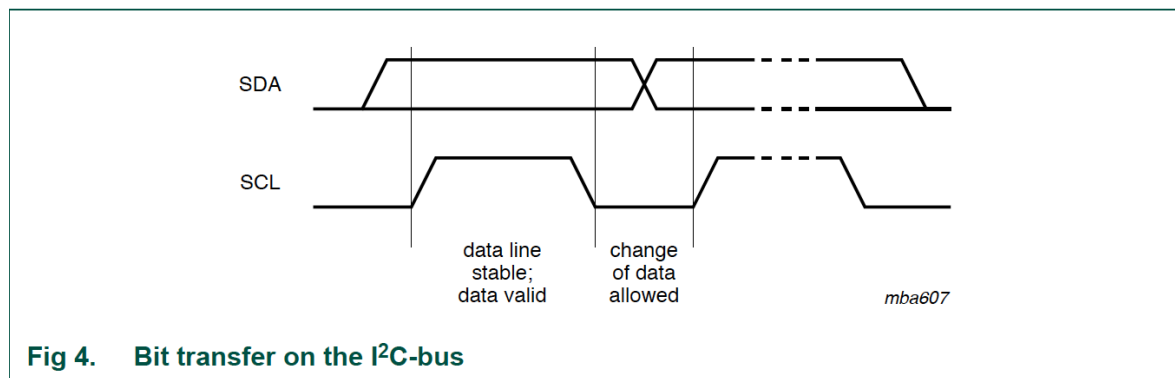 SDA
SCL
data line
stable;
data valid
change
of data
allowed
mba607
Fig 4. Bit transfer on the I²C-bus